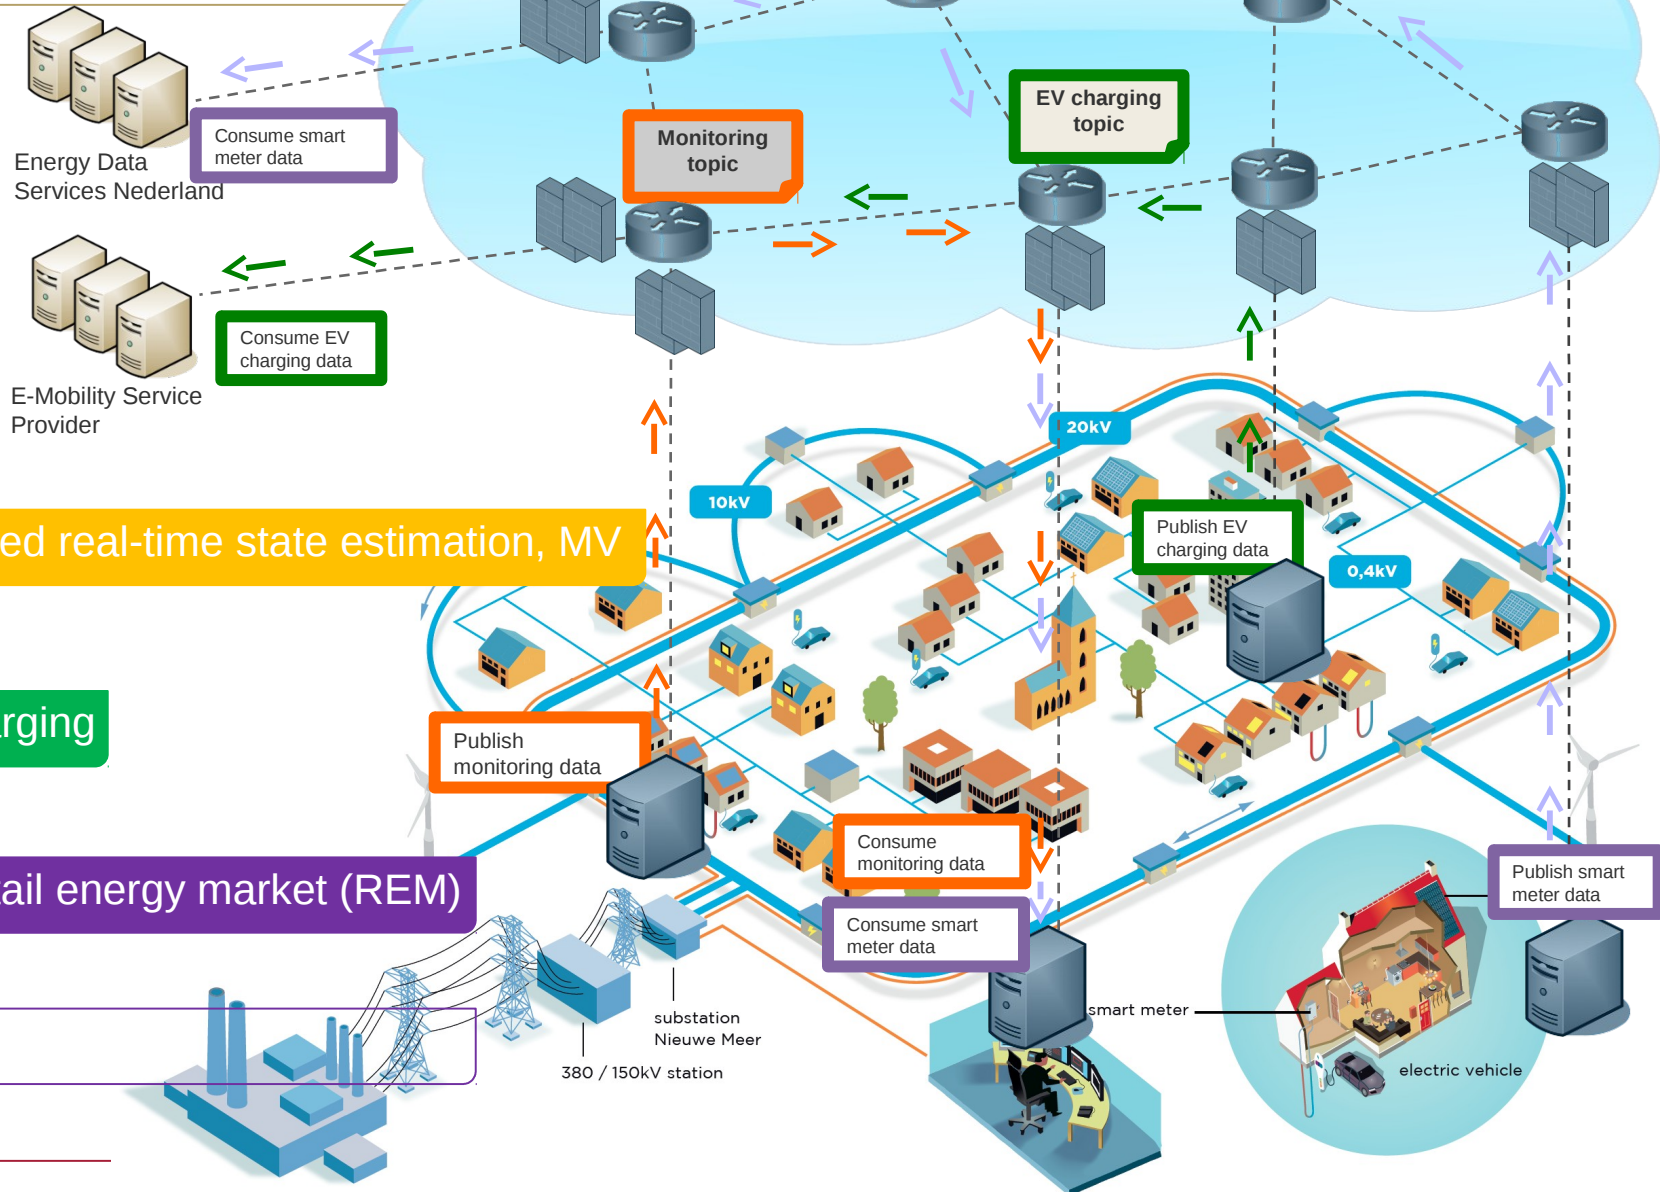 EV charging
topic
Monitoring
topic
Consume smart
meter data
Energy Data
Services Nederland
Consume EV
charging data
E-Mobility Service
Provider
20kV
10kV
Publish EV
charging data
ed real-time state estimation, MV
0,4kV
arging
Publish
monitoring data
Consume
monitoring data
tail energy market (REM)
Publish smart
meter data
Consume smart
meter data
smart meter
substation
Nieuwe Meer
380 / 150kV station
electric vehicle